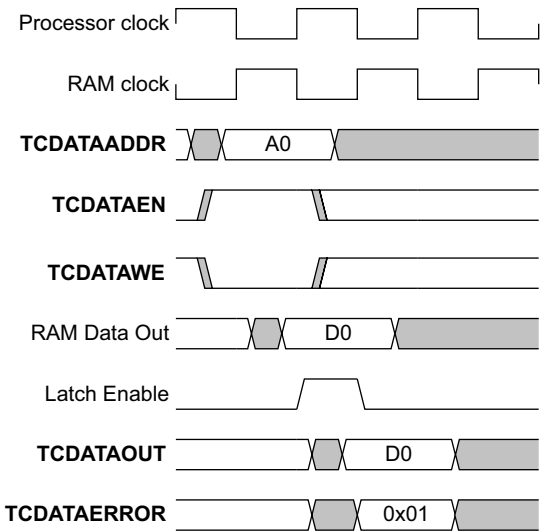 Processor clock
RAM clock
TCDATAADDR A0
TCDATAEN
TCDATAWE
RAM Data Out D0
Latch Enable
TCDATAOUT D0
TCDATAERROR 0x01